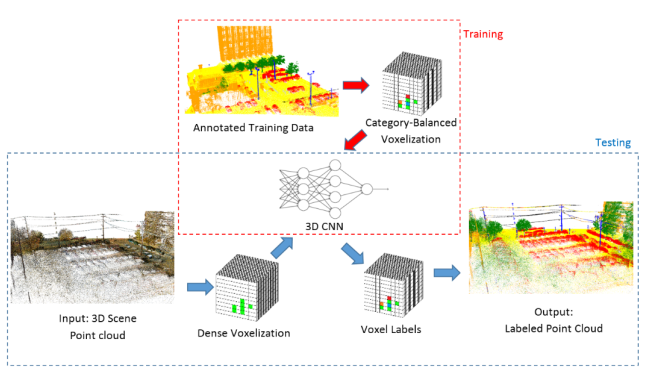 Training
Annotated Training Data
Category-Balanced
Voxelization
Testing
3D CNN
Input: 3D Scene
Point cloud
Dense Voxelization
Voxel Labels
Output:
Labeled Point Cloud